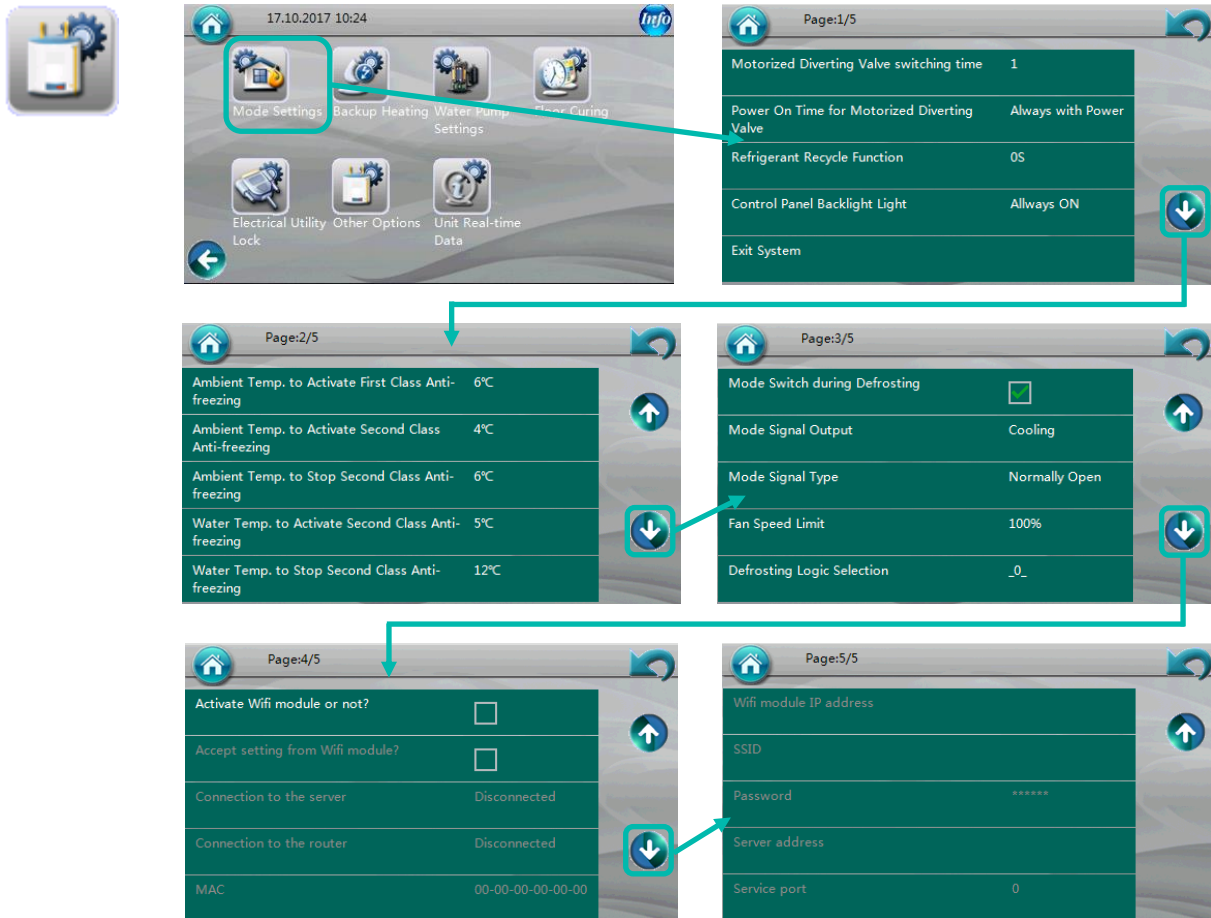 17.10.2017 10:24
Info
Mode Settings
Backup Heating
Water Pump
Settings
Floor Curing
Electrical Utility
Lock
Other Options
Unit Real-time
Data
Page:1/5
Motorized Diverting Valve switching time 1
Power On Time for Motorized Diverting Always with Power
Valve
Refrigerant Recycle Function 0S
Control Panel Backlight Light Allways ON
Exit System
Page:2/5
Ambient Temp. to Activate First Class Anti- 6℃
freezing
Ambient Temp. to Activate Second Class 4℃
Anti-freezing
Ambient Temp. to Stop Second Class Anti- 6℃
freezing
Water Temp. to Activate Second Class Anti- 5℃
freezing
Water Temp. to Stop Second Class Anti- 12℃
freezing
Page:3/5
Mode Switch during Defrosting
Mode Signal Output Cooling
Mode Signal Type Normally Open
Fan Speed Limit 100%
Defrosting Logic Selection _0_
Page:4/5
Activate Wifi module or not?
Accept setting from Wifi module?
Connection to the server Disconnected
Connection to the router Disconnected
MAC 00-00-00-00-00-00
Page:5/5
Wifi module IP address
SSID
Password ******
Server address
Service port 0